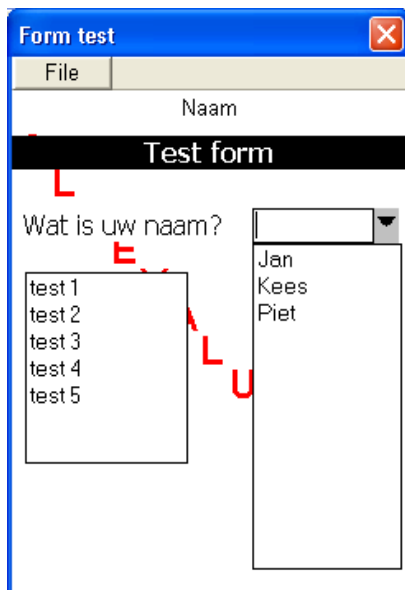 Form test
File
Naam
Test form
Wat is uw naam?
Jan
Kees
Piet
test 1
test 2
test 3
test 4
test 5
L
E
A
L
U